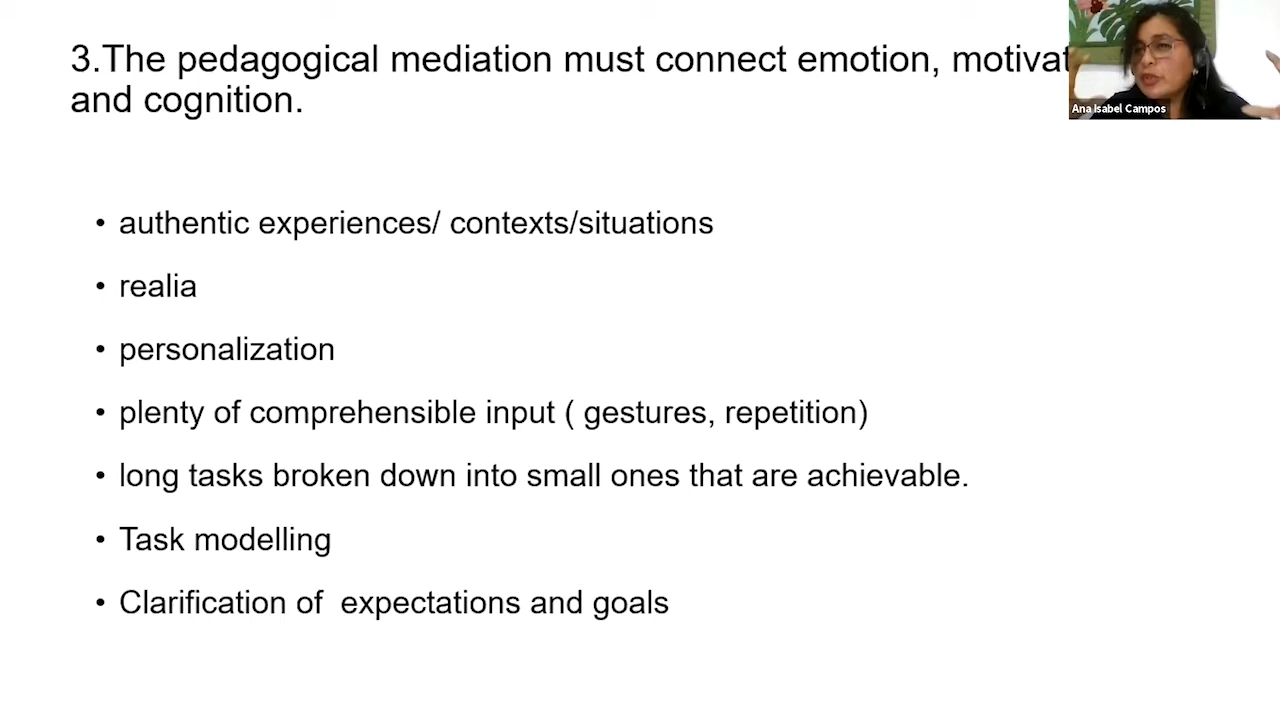 3.The pedagogical mediation must connect emotion, motivat
and cognition.
Ana Isabel Campos
• authentic experiences/ contexts/situations
• realia
• personalization
• plenty of comprehensible input ( gestures, repetition)
• long tasks broken down into small ones that are achievable.
• Task modelling
• Clarification of  expectations and goals